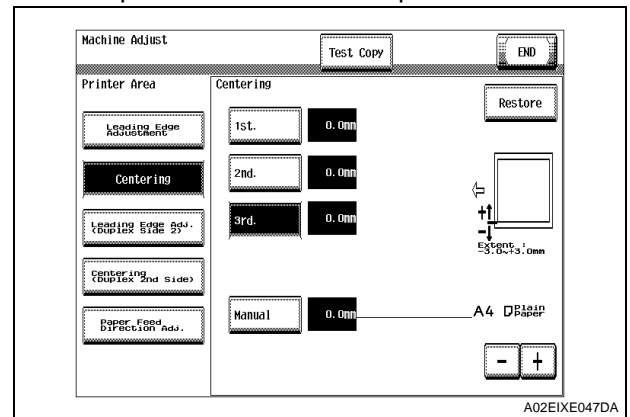 Machine Adjust
Test Copy
END
Printer Area
Centering
Restore
Leading Edge
Adjustment
1st.
0.0mm
Centering
2nd.
0.0mm
Leading Edge Adj.
(Duplex Side 2)
3rd.
0.0mm
+
-
Extent :
-3.0~+3.0mm
Centering
(Duplex 2nd Side)
Paper Feed
Direction Adj.
Manual
0.0mm
A4
Plain
Paper
- +
A02EIXE047DA